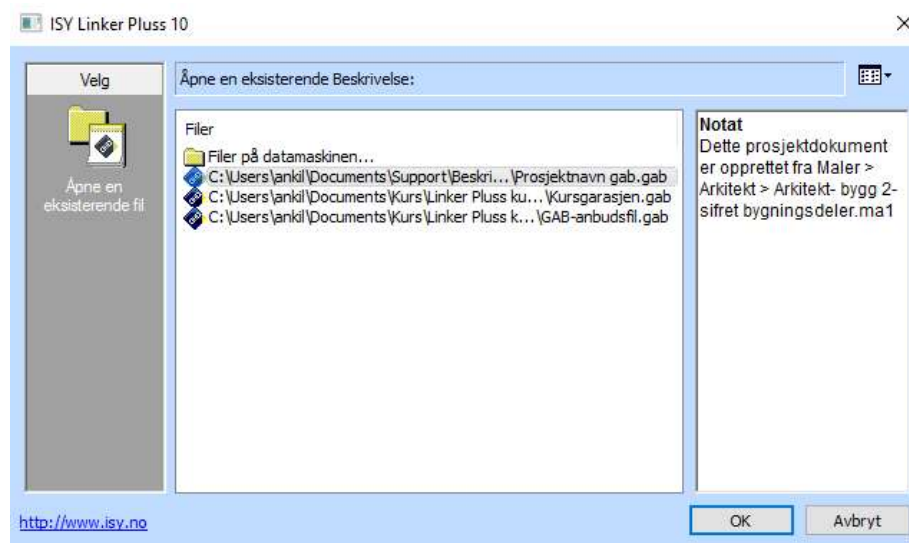 ISY Linker Pluss 10
Velg
Åpne en
eksisterende fil
Åpne en eksisterende Beskrivelse:
Filer
Filer på datamaskinen...
C:\Users\ankil\Documents\Support\Beskri...\Prosjektnavn gab.gab
C:\Users\ankil\Documents\Kurs\Linker Pluss ku...\Kursgarasjen.gab
C:\Users\ankil\Documents\Kurs\Linker Pluss k...\GAB-anbudsfil.gab
Notat
Dette prosjektdokument
er opprettet fra Maler >
Arkitekt > Arkitekt- bygg 2-
sifret bygningsdeler.ma1
http://www.isy.no
OK
Avbryt